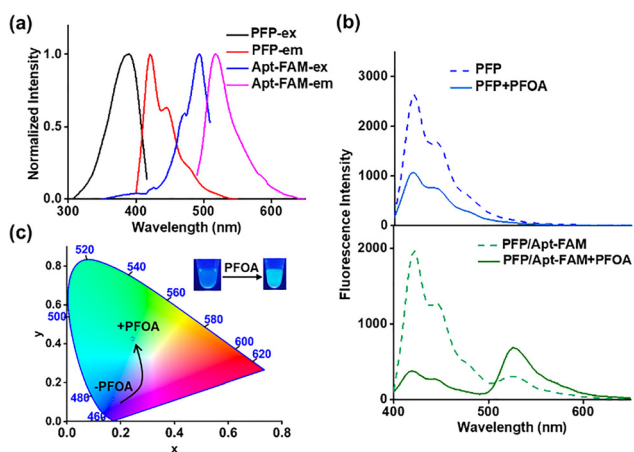 (a)
PFP-ex
PFP-em
Apt-FAM-ex
Apt-FAM-em
Normalized Intensity
1.0
0.5
0.0
300 400 500 600
Wavelength (nm)
(b)
PFP
PFP+PFOA
3000
2000
1000
0
Fluorescence Intensity
PFP/Apt-FAM
PFP/Apt-FAM+PFOA
2000
1000
0
400 500 600
Wavelength (nm)
(c)
520
540
560
580
600
620
500
480
460
PFOA
+PFOA
-PFOA
y
0.8
0.6
0.4
0.2
0.0
0.0 0.2 0.4 0.6 0.8
x